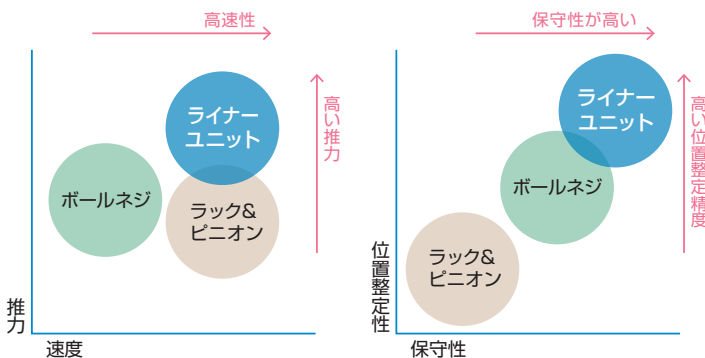 高速性
高い推力
ライナー
ユニット
ボールネジ
ラック&
ピニオン
推力
速度
保守性が高い
高い位置整定精度
ライナー
ユニット
ボールネジ
ラック&
ピニオン
位置整定性
保守性